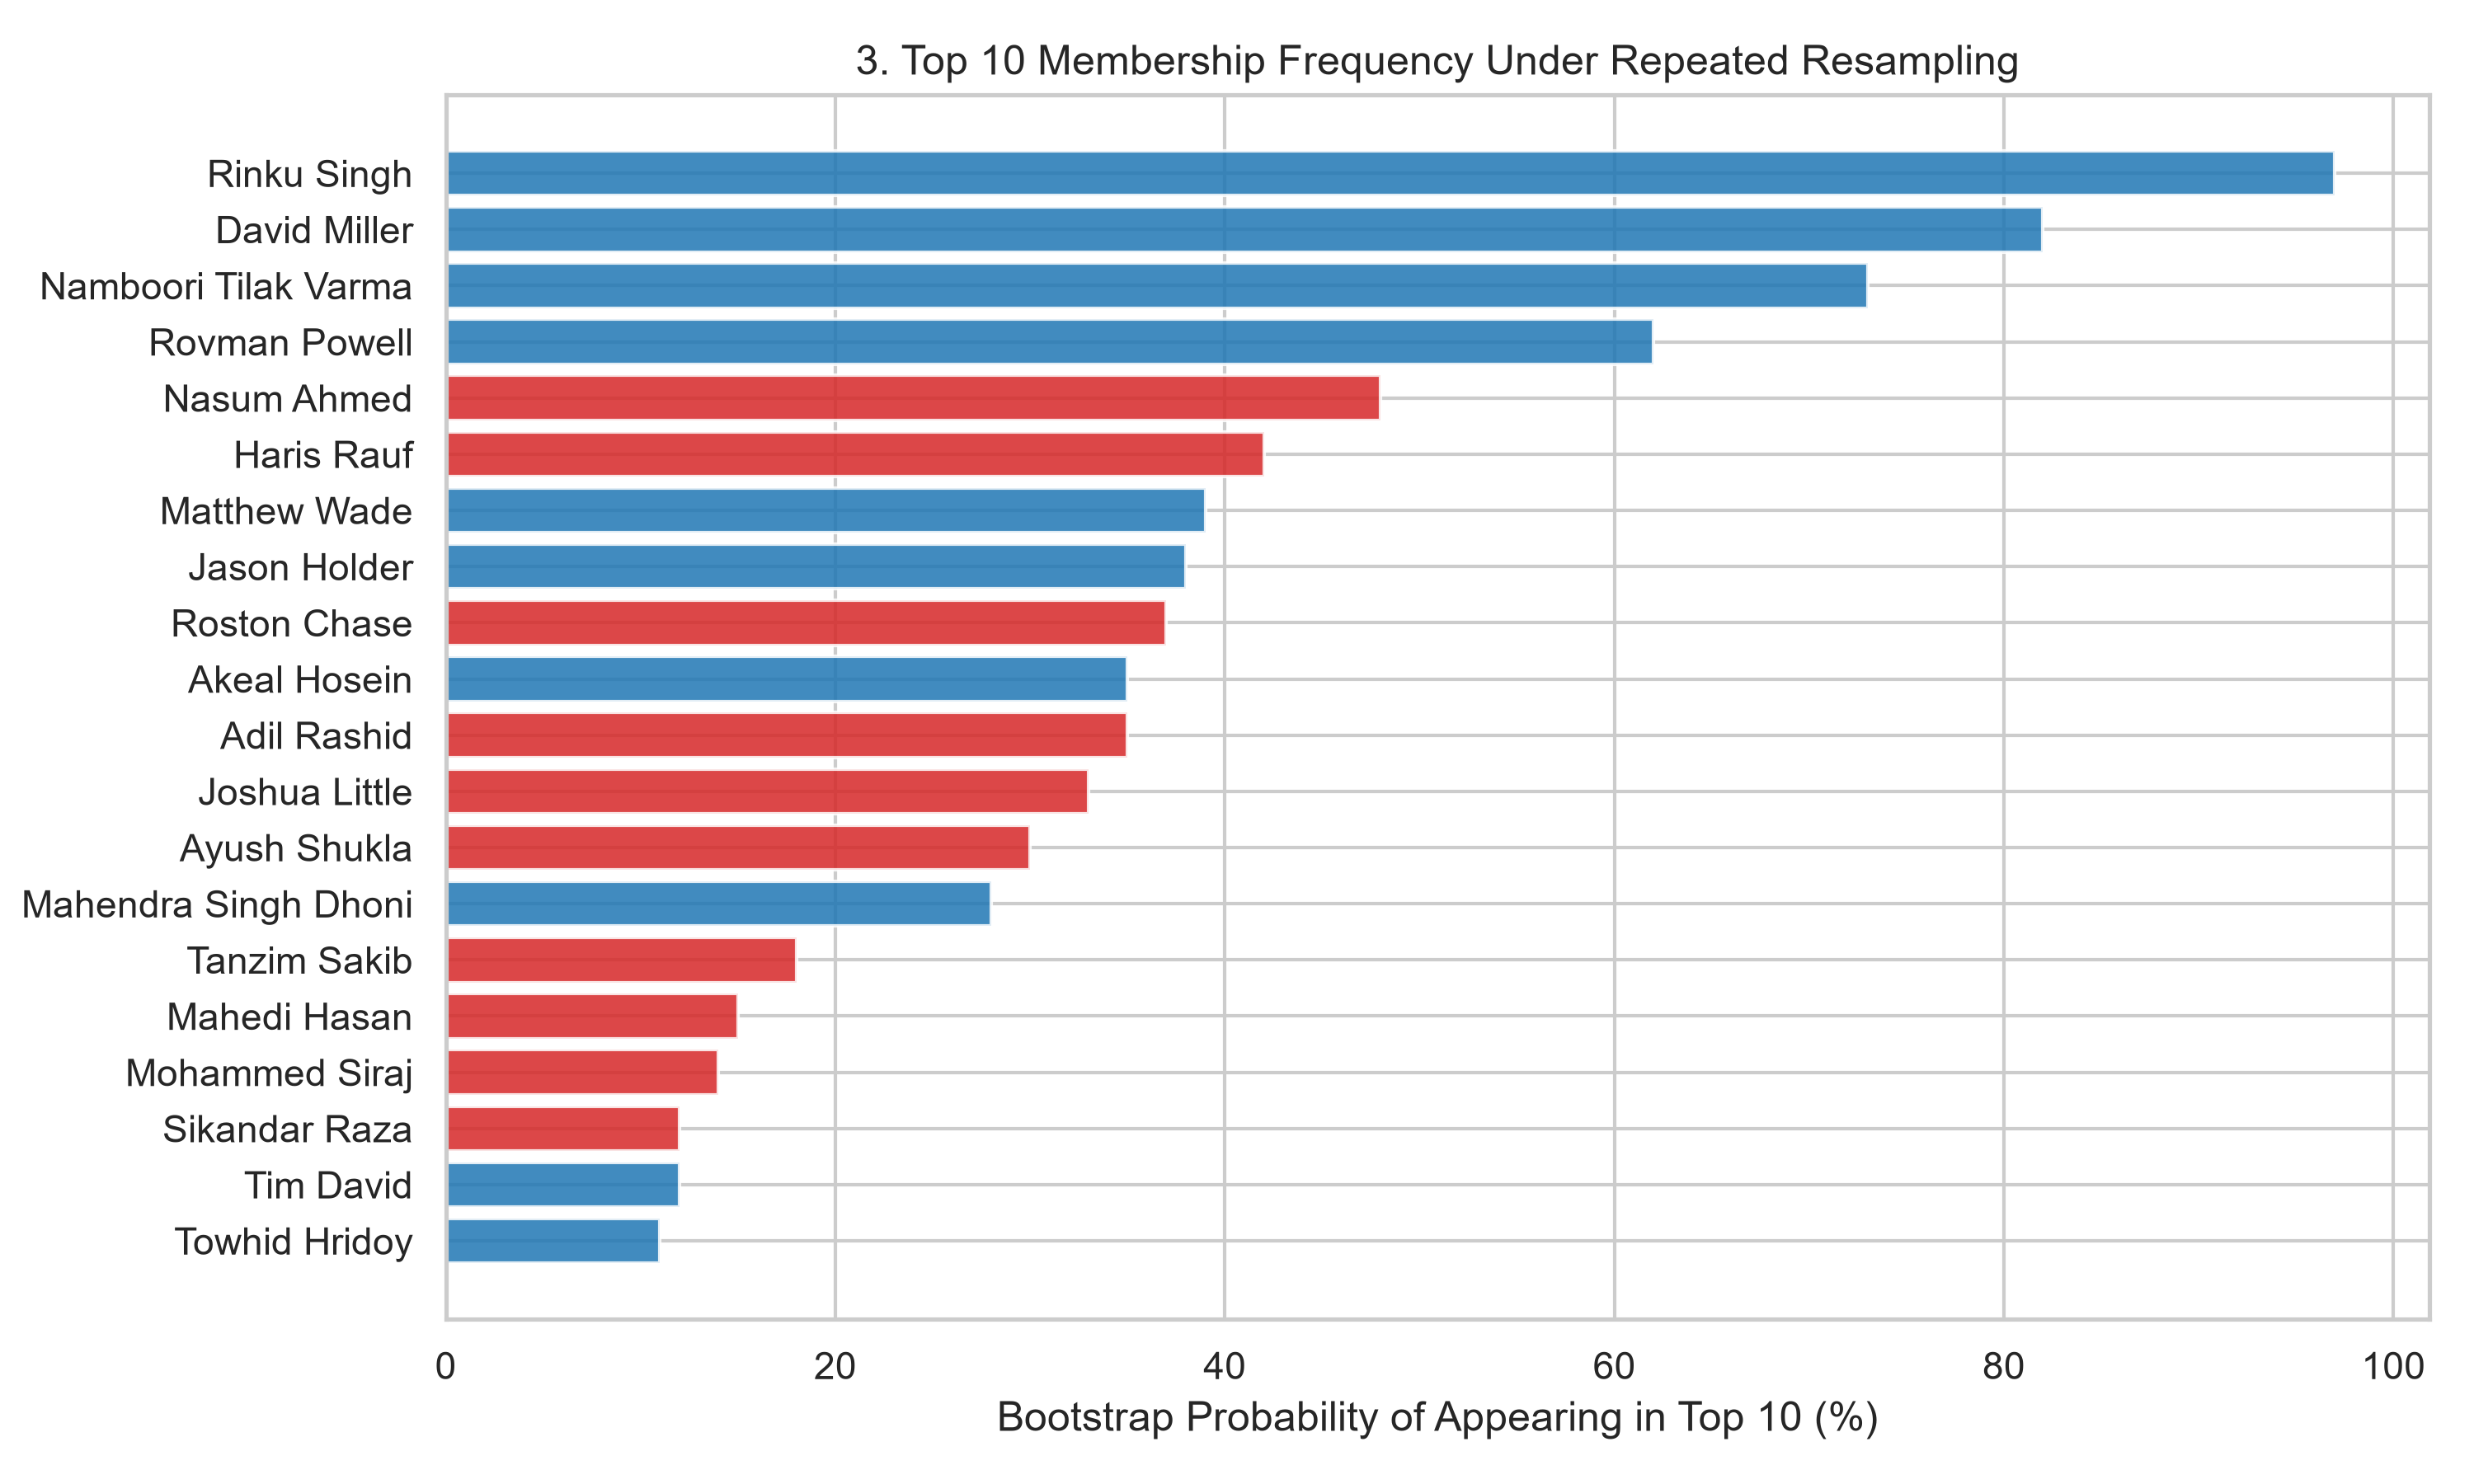 3. Top 10 Membership Frequency Under Repeated Resampling
Rinku Singh
David Miller
Namboori Tilak Varma
Rovman Powell
Nasum Ahmed
Haris Rauf
Matthew Wade
Jason Holder
Roston Chase
Akeal Hosein
Adil Rashid
Joshua Little
Ayush Shukla
Mahendra Singh Dhoni
Tanzim Sakib
Mahedi Hasan
Mohammed Siraj
Sikandar Raza
Tim David
Towhid Hridoy
0 20 40 60 80 100
Bootstrap Probability of Appearing in Top 10 (%)